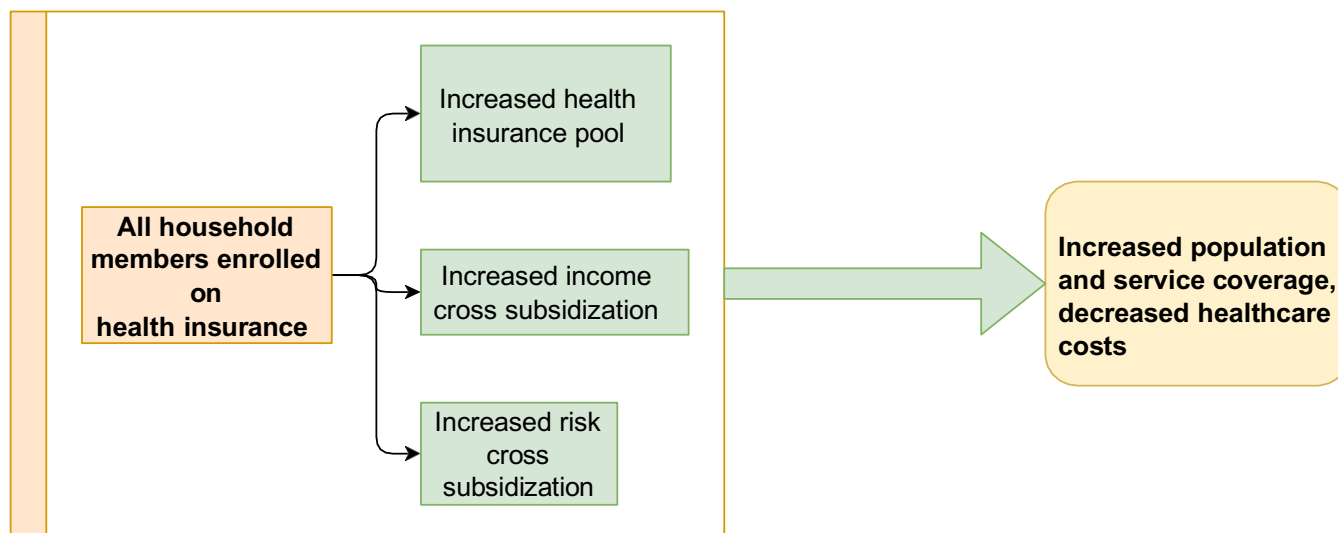 All household
members enrolled
on
health insurance
Increased health
insurance pool
Increased income
cross subsidization
Increased risk
cross
subsidization
Increased population
and service coverage,
decreased healthcare
costs